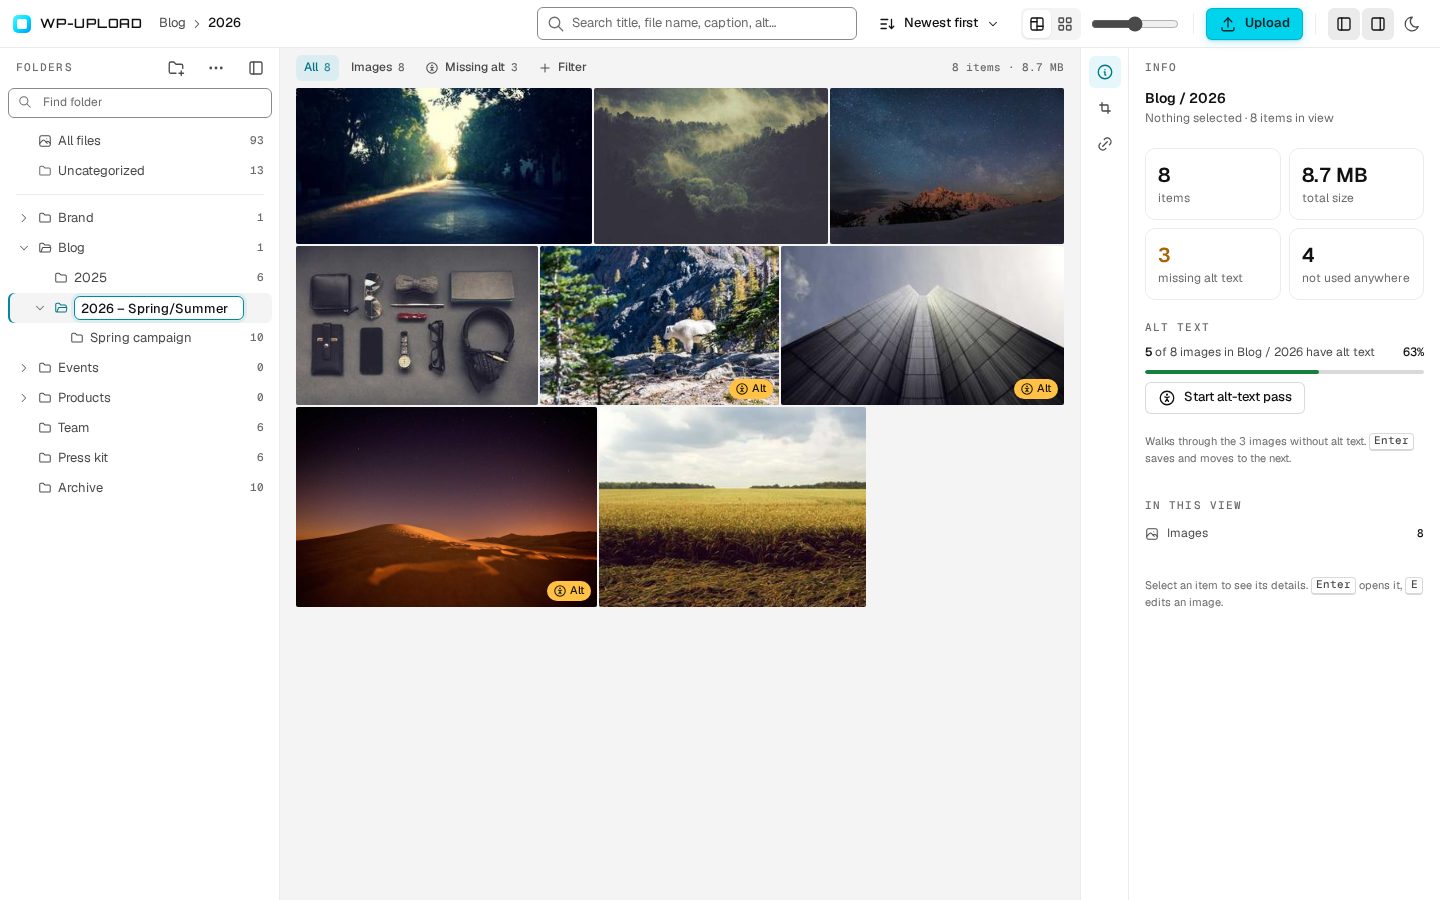 WP-UPLOAD
Blog > 2026
Search title, file name, caption, alt…
Newest first
Upload
FOLDERS
Find folder
All files 93
Uncategorized 13
Brand 1
Blog 1
2025 6
2026 – Spring/Summer
Spring campaign 10
Events 0
Products 0
Team 6
Press kit 6
Archive 10
All 8
Images 8
Missing alt 3
Filter
8 items · 8.7 MB
Alt
Alt
Alt
INFO
Blog / 2026
Nothing selected · 8 items in view
8
items
8.7 MB
total size
3
missing alt text
4
not used anywhere
ALT TEXT
5 of 8 images in Blog / 2026 have alt text 63%
Start alt-text pass
Walks through the 3 images without alt text. Enter
saves and moves to the next.
IN THIS VIEW
Images 8
Select an item to see its details. Enter opens it, E
edits an image.